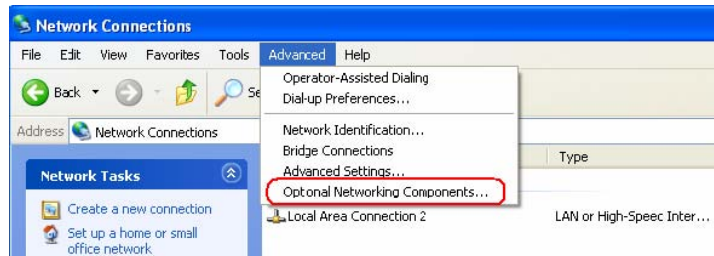 Network Connections
File Edit View Favorites Tools Advanced Help
Back Se
Operator-Assisted Dialing
Dial-up Preferences...
Address Network Connections
Network Identification...
Bridge Connections
Advanced Settings...
Optional Networking Components...
Type
Network Tasks
Create a new connection
Set up a home or small
office network
Local Area Connection 2 LAN or High-Speec Inter...